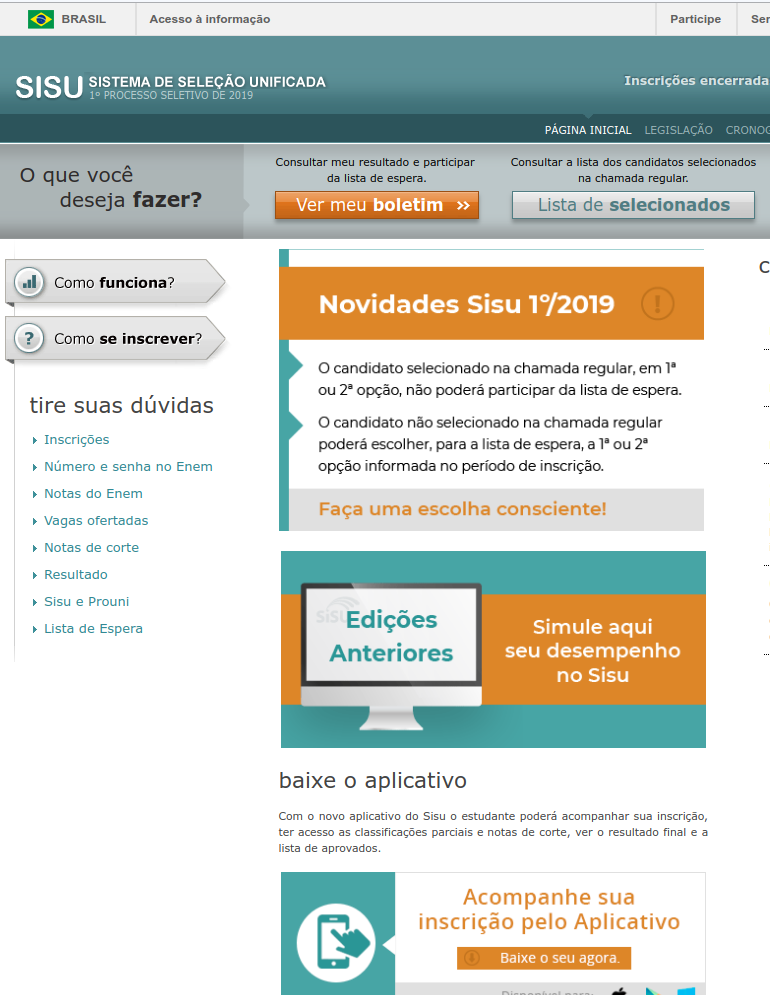 BRASIL
Acesso à informação
Participe
SISU
SISTEMA DE SELEÇÃO UNIFICADA
1º PROCESSO SELETIVO DE 2019
Inscrições
PÁGINA INICIAL
LEGISLAÇÃO
O que você
deseja fazer?
Consultar meu resultado e participar
da lista de espera.
Ver meu boletim »
Consultar a lista dos candidatos selecionados
na chamada regular.
Lista de selecionados
Como funciona?
? Como se inscrever?
tire suas dúvidas
Inscrições
Número e senha no Enem
Notas do Enem
Vagas ofertadas
Notas de corte
Resultado
Sisu e Prouni
Lista de Espera
Novidades Sisu 1º/2019 !
O candidato selecionado na chamada regular, em 1ª
ou 2ª opção, não poderá participar da lista de espera.
O candidato não selecionado na chamada regular
poderá escolher, para a lista de espera, a 1ª ou 2ª
opção informada no período de inscrição.
Faça uma escolha consciente!
SiSU
Edições
Anteriores
Simule aqui
seu desempenho
no Sisu
baixe o aplicativo
Com o novo aplicativo do Sisu o estudante poderá acompanhar sua inscrição,
ter acesso as classificações parciais e notas de corte, ver o resultado final e a
lista de aprovados.
Acompanhe sua
inscrição pelo Aplicativo
Baixe o seu agora.